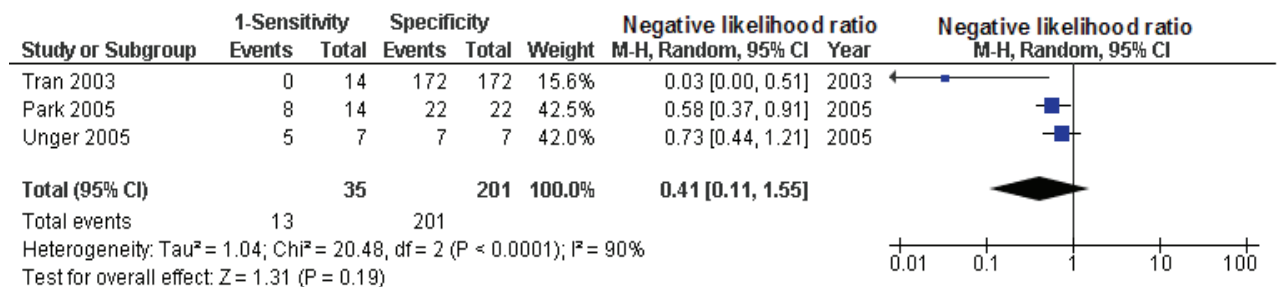 1-Sensitivity Specificity Negative likelihood ratio Negative likelihood ratio
Study or Subgroup Events Total Events Total Weight M-H, Random, 95% CI Year M-H, Random, 95% CI
Tran 2003 0 14 172 172 15.6% 0.03 [0.00, 0.51] 2003
Park 2005 8 14 22 22 42.5% 0.58 [0.37, 0.91] 2005
Unger 2005 5 7 7 7 42.0% 0.73 [0.44, 1.21] 2005
Total (95% CI) 35 201 100.0% 0.41 [0.11, 1.55]
Total events 13 201
Heterogeneity: Tau² = 1.04; Chi² = 20.48, df = 2 (P < 0.0001); I² = 90%
Test for overall effect: Z = 1.31 (P = 0.19)
0.01 0.1 1 10 100